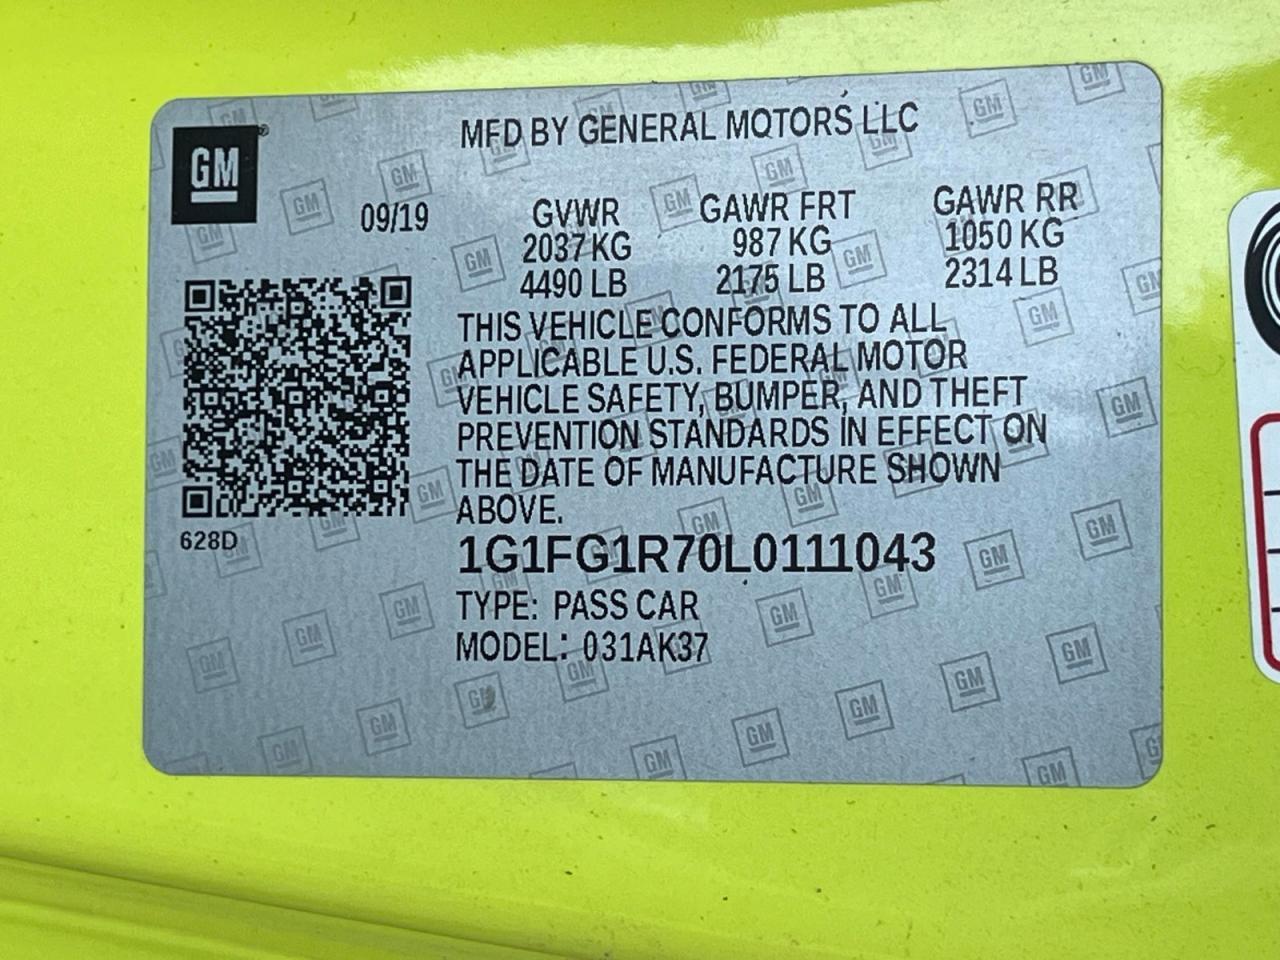 GM
MFD BY GENERAL MOTORS LLC
09/19
GVWR GAWR FRT GAWR RR
2037 KG 987 KG 1050 KG
4490 LB 2175 LB 2314 LB
THIS VEHICLE CONFORMS TO ALL
APPLICABLE U.S. FEDERAL MOTOR
VEHICLE SAFETY, BUMPER, AND THEFT
PREVENTION STANDARDS IN EFFECT ON
THE DATE OF MANUFACTURE SHOWN
ABOVE.
628D
1G1FG1R70L0111043
TYPE: PASS CAR
MODEL: 031AK37